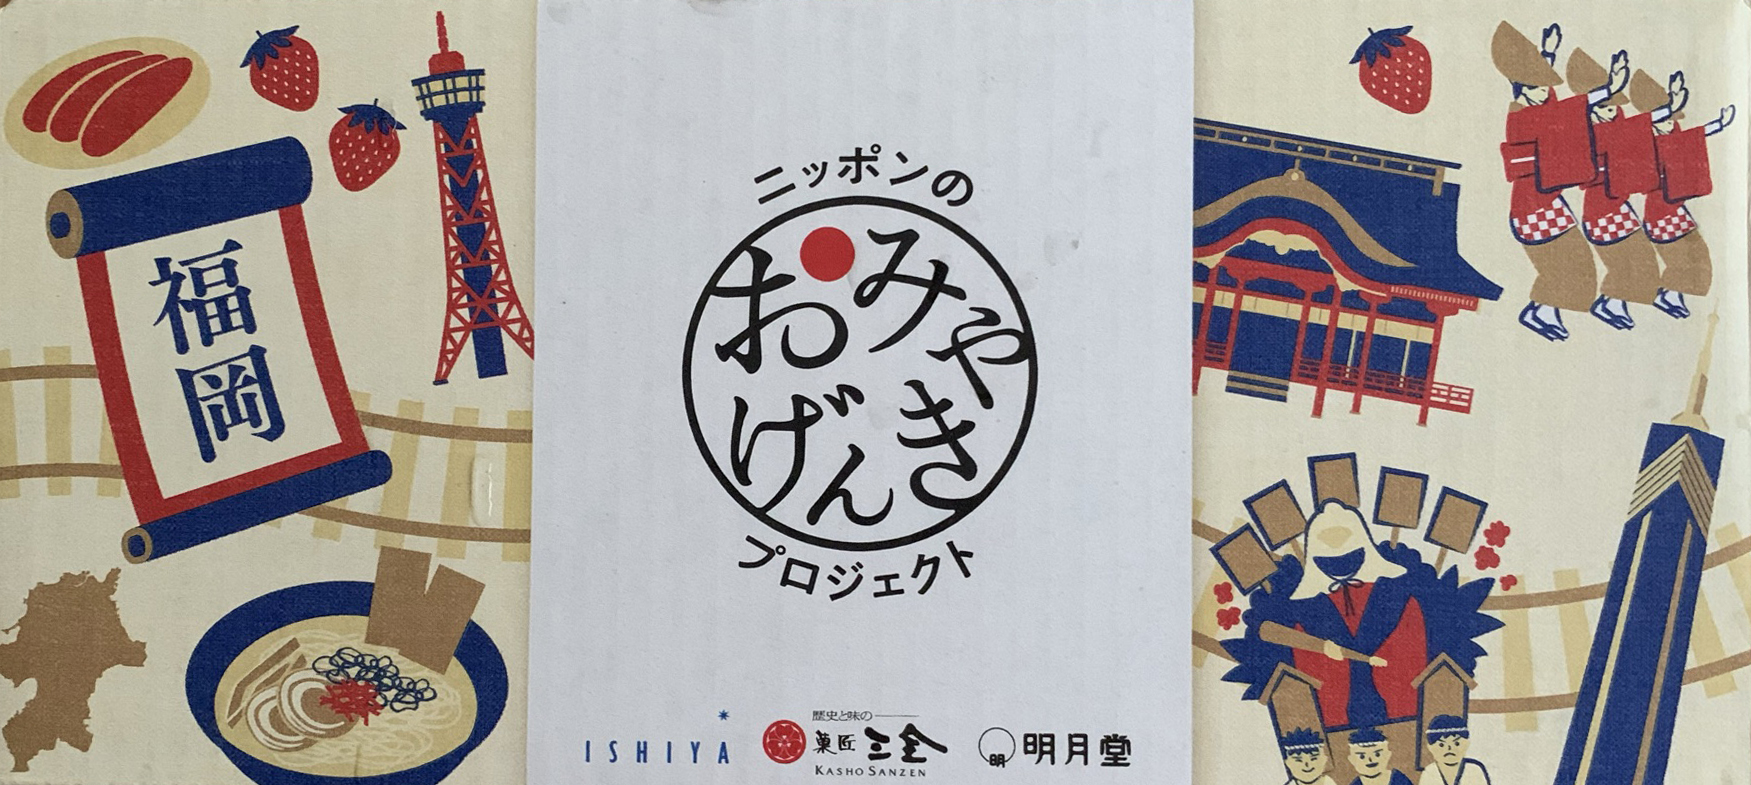 福岡
ニッポンの
おみやげんき
プロジェクト
ISHIYA
歴史と味の
菓匠三全
KASHO SANZEN
明
明月堂